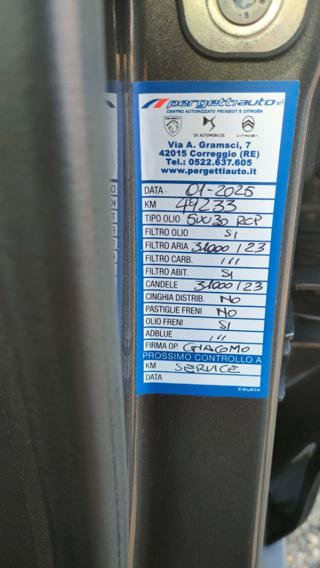 pergettiauto srl
CENTRO AUTORIZZATO PEUGEOT E CITROËN
DS AUTOMOBILES CITROËN
Via A. Gramsci, 7
42015 Correggio (RE)
Tel.: 0522.637.605
www.pergettiauto.it
DATA 01-2025
KM 49233
TIPO OLIO 5W30 RCP
FILTRO OLIO SI
FILTRO ARIA 31000/23
FILTRO CARB. ///
FILTRO ABIT. SI
CANDELE 31000/23
CINGHIA DISTRIB. NO
PASTIGLIE FRENI NO
OLIO FRENI SI
ADBLUE ///
FIRMA OP. GIACOMO
PROSSIMO CONTROLLO A
KM SERVICE
DATA
WÜRTH